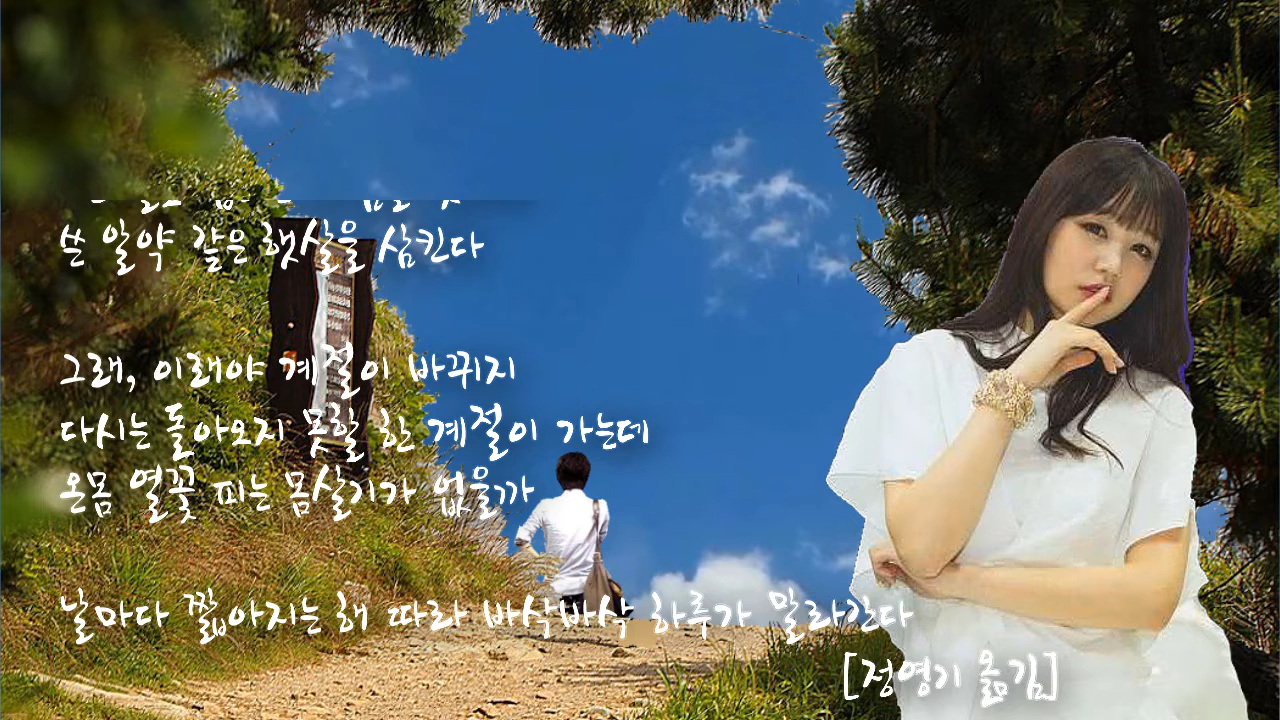 쓴 알약 같은 햇살을 삼킨다
그래, 이래야 계절이 바뀌지
다시는 돌아오지 못할 한 계절이 가는데
온몸 열꽃 피는 몸살기가 없을까
날마다 짧아지는 해 따라 바삭바삭 하루가 말라간다
[정영기 옮김]